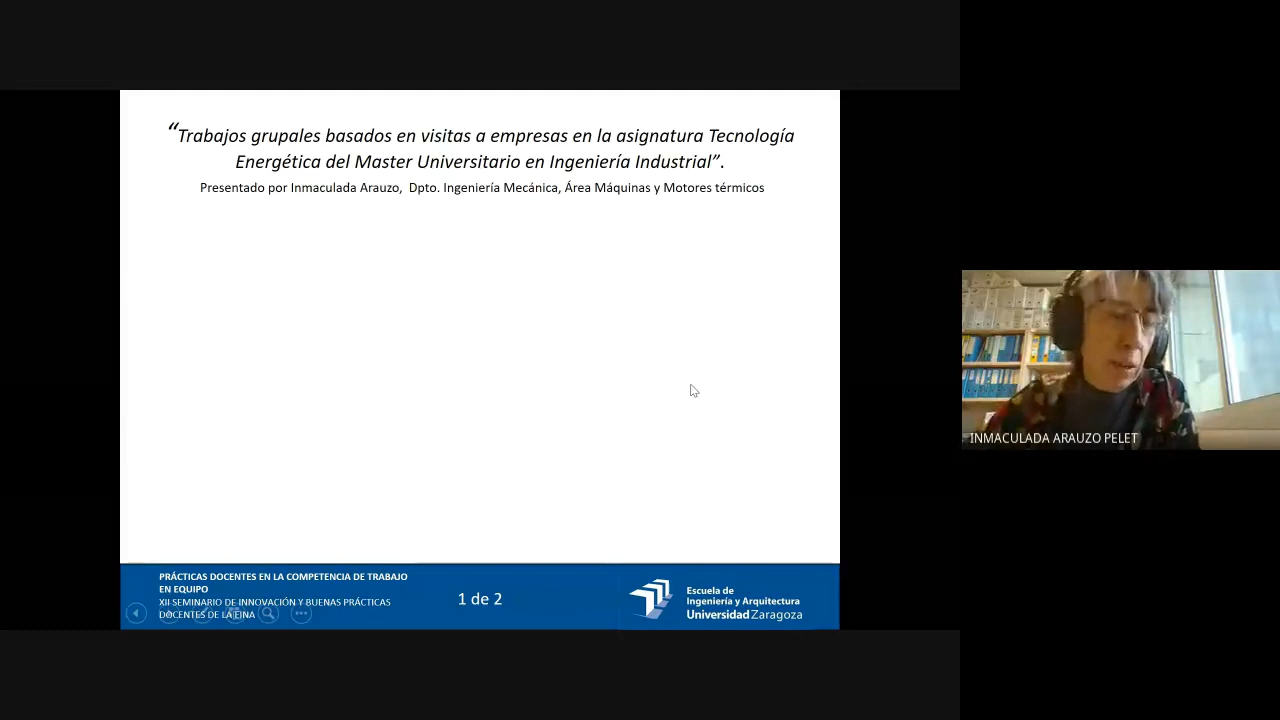 “Trabajos grupales basados en visitas a empresas en la asignatura Tecnología
Energética del Master Universitario en Ingeniería Industrial”.
Presentado por Inmaculada Arauzo, Dpto. Ingeniería Mecánica, Área Máquinas y Motores térmicos
INMACULADA ARAUZO PELET
PRÁCTICAS DOCENTES EN LA COMPETENCIA DE TRABAJO
EN EQUIPO
XII SEMINARIO DE INNOVACIÓN Y BUENAS PRÁCTICAS
DOCENTES DE LA EINA
1 de 2
Escuela de
Ingeniería y Arquitectura
Universidad Zaragoza